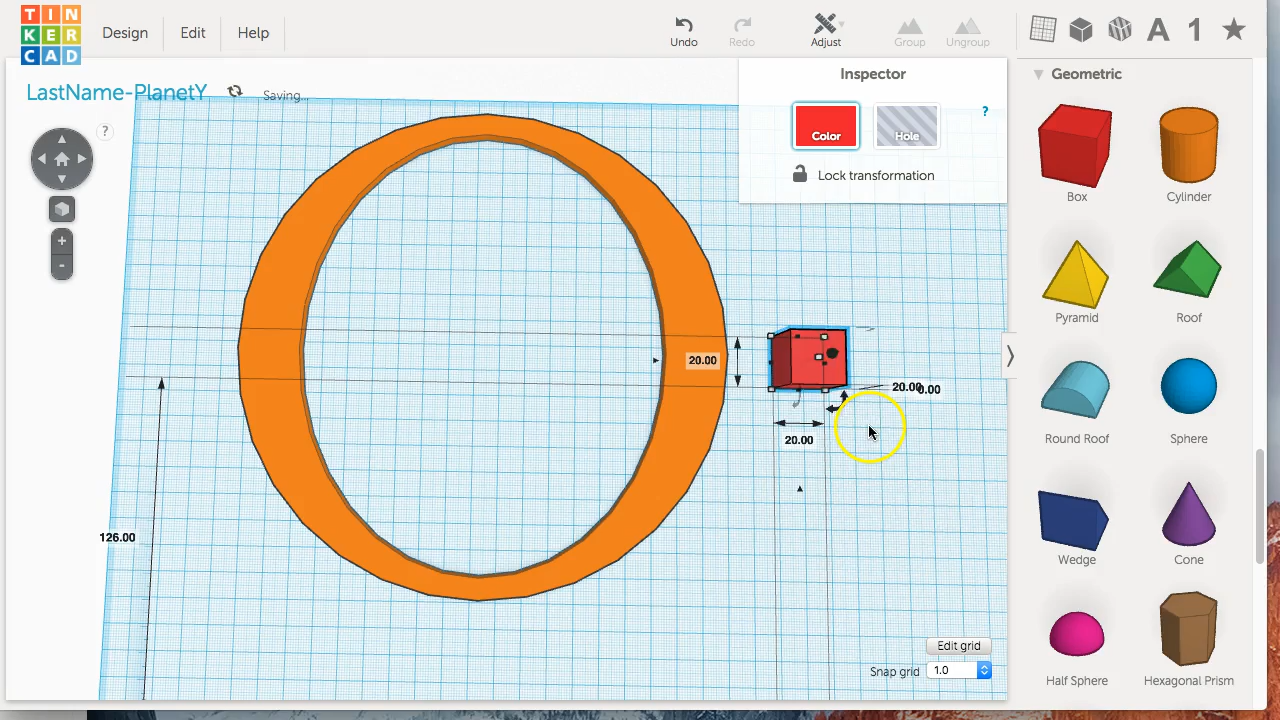 TIN
KER
CAD
Design
Edit
Help
Undo
Redo
Adjust
Group
Ungroup
A
1
LastName-PlanetY
Saving...
?
Inspector
?
Color
Hole
Lock transformation
+
-
20.00
20.00
0.00
20.00
126.00
Edit grid
Snap grid
1.0
Geometric
Box
Cylinder
Pyramid
Roof
Round Roof
Sphere
Wedge
Cone
Half Sphere
Hexagonal Prism